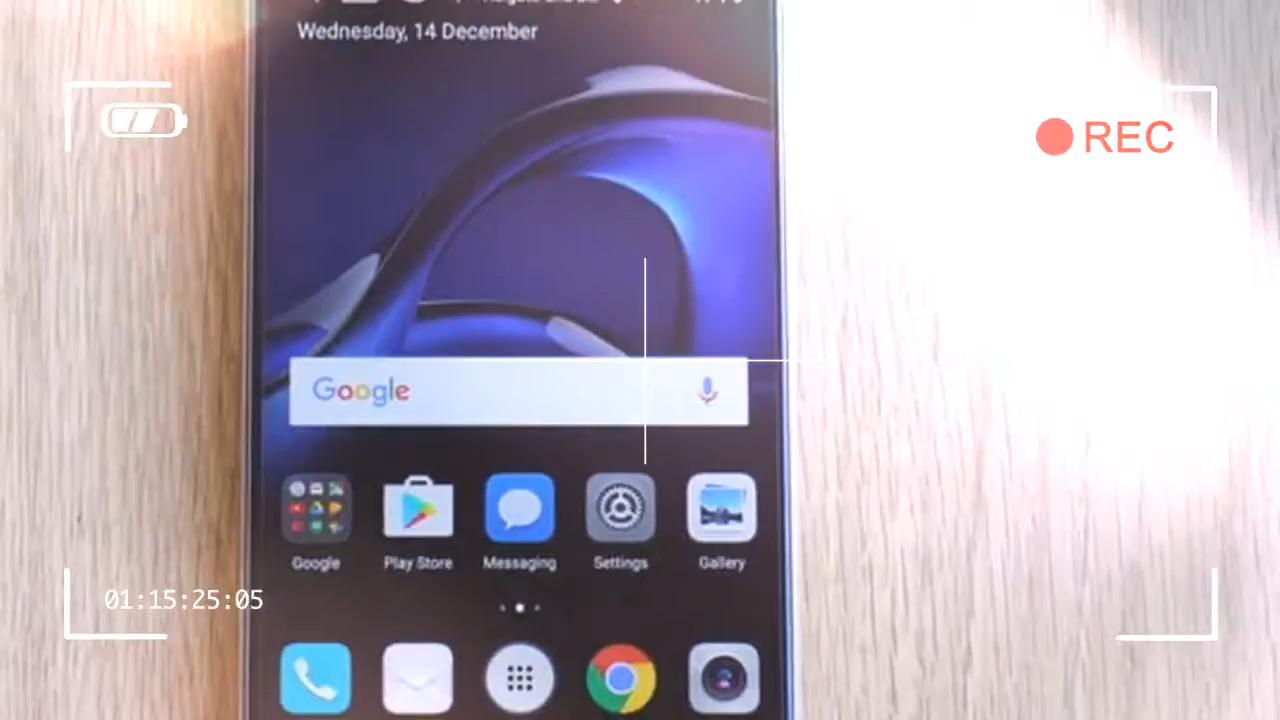 Wednesday, 14 December
REC
Google
Google
Play Store
Messaging
Settings
Gallery
01:15:25:05